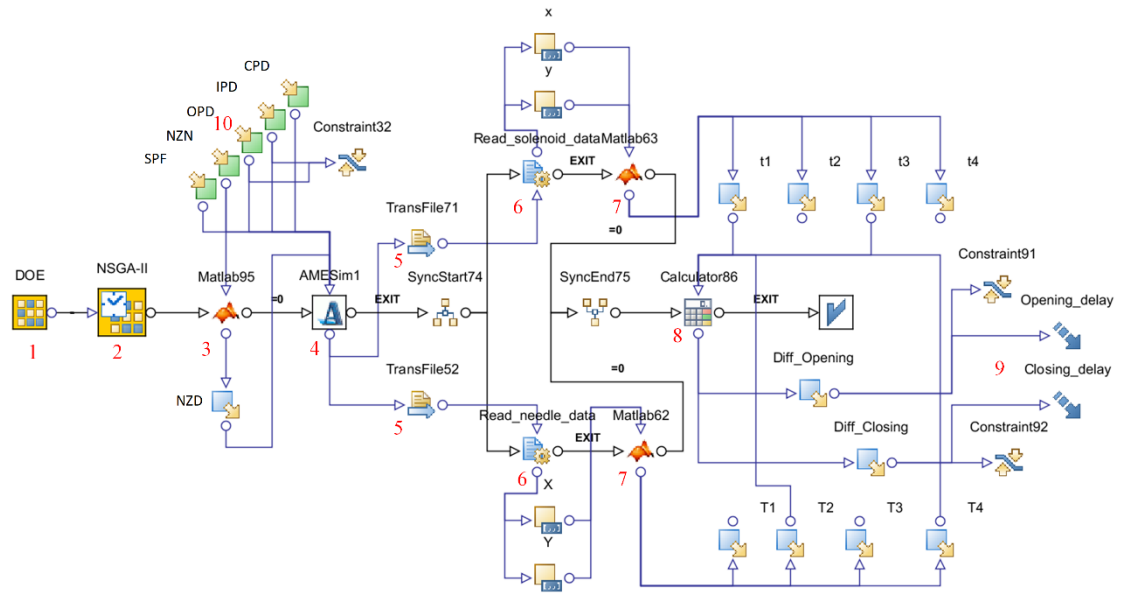 x
CPD
y
IPD
OPD
10
Constraint32
NZN
SPF
Read_solenoid_data
Matlab63
EXIT
t1
t2
t3
t4
6
7
TransFile71
5
=0
DOE
NSGA-II
Matlab95
=0
AMESim1
EXIT
SyncStart74
SyncEnd75
Calculator86
EXIT
Constraint91
Opening_delay
1
2
3
4
8
9
Diff_Opening
TransFile52
=0
Closing_delay
NZD
5
Read_needle_data
Matlab62
EXIT
Diff_Closing
Constraint92
6
7
X
Y
T1
T2
T3
T4